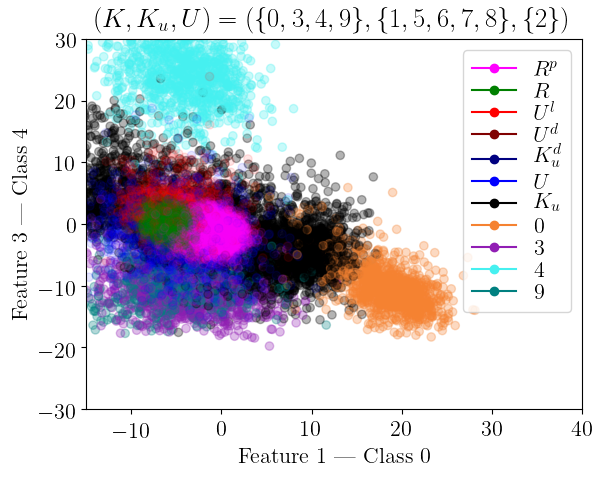 (K, K_u, U) = ({0, 3, 4, 9}, {1, 5, 6, 7, 8}, {2})
30
20
10
0
−10
−20
−30
Feature 3 — Class 4
R^p
R
U^l
U^d
K_u^d
U
K_u
0
3
4
9
−10
0
10
20
30
40
Feature 1 — Class 0